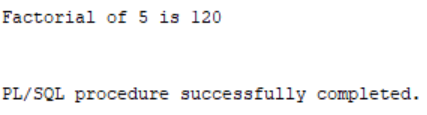 Factorial of 5 is 120
PL/SQL procedure successfully completed.